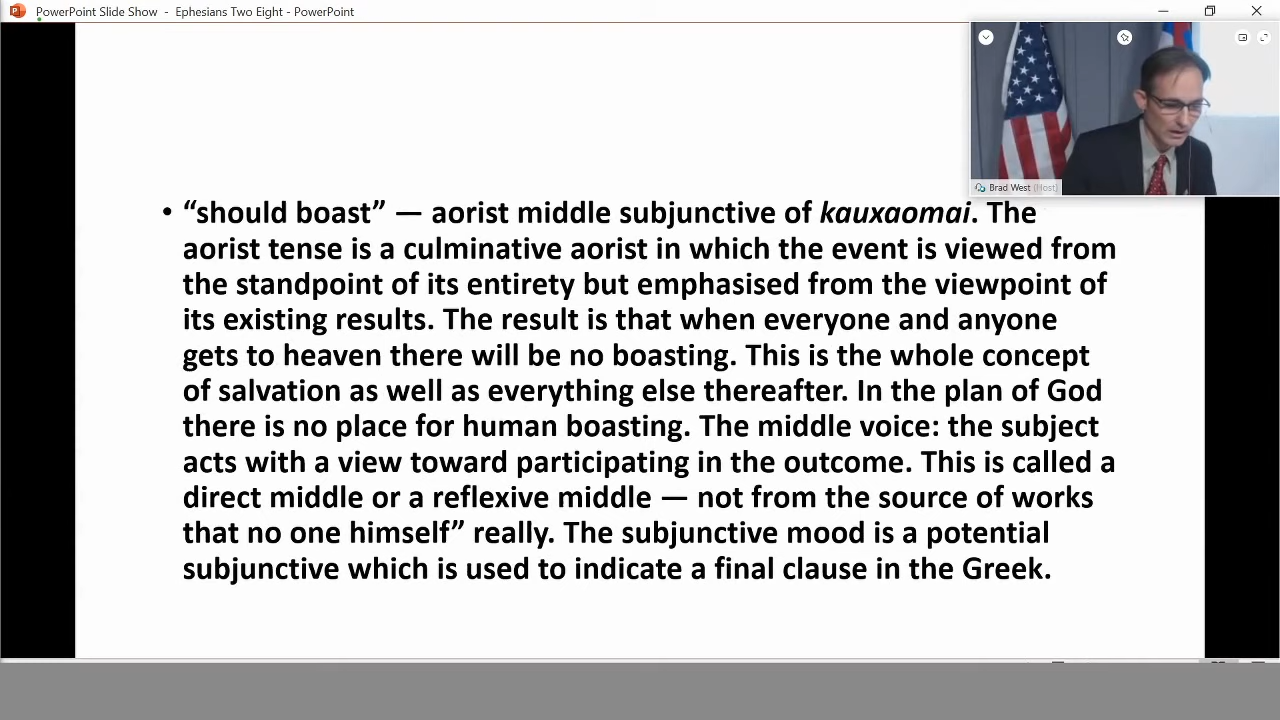 PowerPoint Slide Show - Ephesians Two Eight - PowerPoint
Brad West (Host)
• “should boast” — aorist middle subjunctive of kauxaomai. The
aorist tense is a culminative aorist in which the event is viewed from
the standpoint of its entirety but emphasised from the viewpoint of
its existing results. The result is that when everyone and anyone
gets to heaven there will be no boasting. This is the whole concept
of salvation as well as everything else thereafter. In the plan of God
there is no place for human boasting. The middle voice: the subject
acts with a view toward participating in the outcome. This is called a
direct middle or a reflexive middle — not from the source of works
that no one himself” really. The subjunctive mood is a potential
subjunctive which is used to indicate a final clause in the Greek.